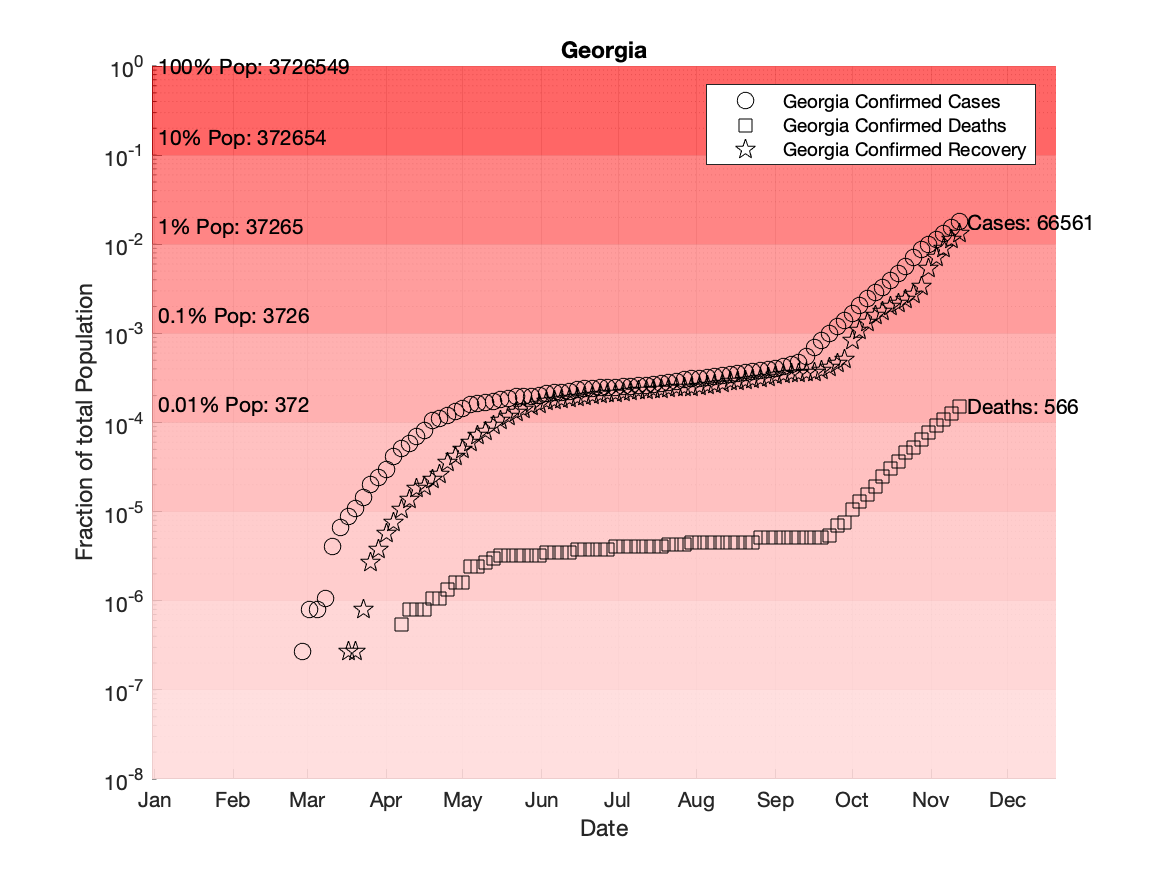 Georgia
10^0
10^-1
10^-2
10^-3
10^-4
10^-5
10^-6
10^-7
10^-8
Fraction of total Population
100% Pop: 3726549
10% Pop: 372654
1% Pop: 37265
0.1% Pop: 3726
0.01% Pop: 372
Georgia Confirmed Cases
Georgia Confirmed Deaths
Georgia Confirmed Recovery
Cases: 66561
Deaths: 566
Jan Feb Mar Apr May Jun Jul Aug Sep Oct Nov Dec
Date